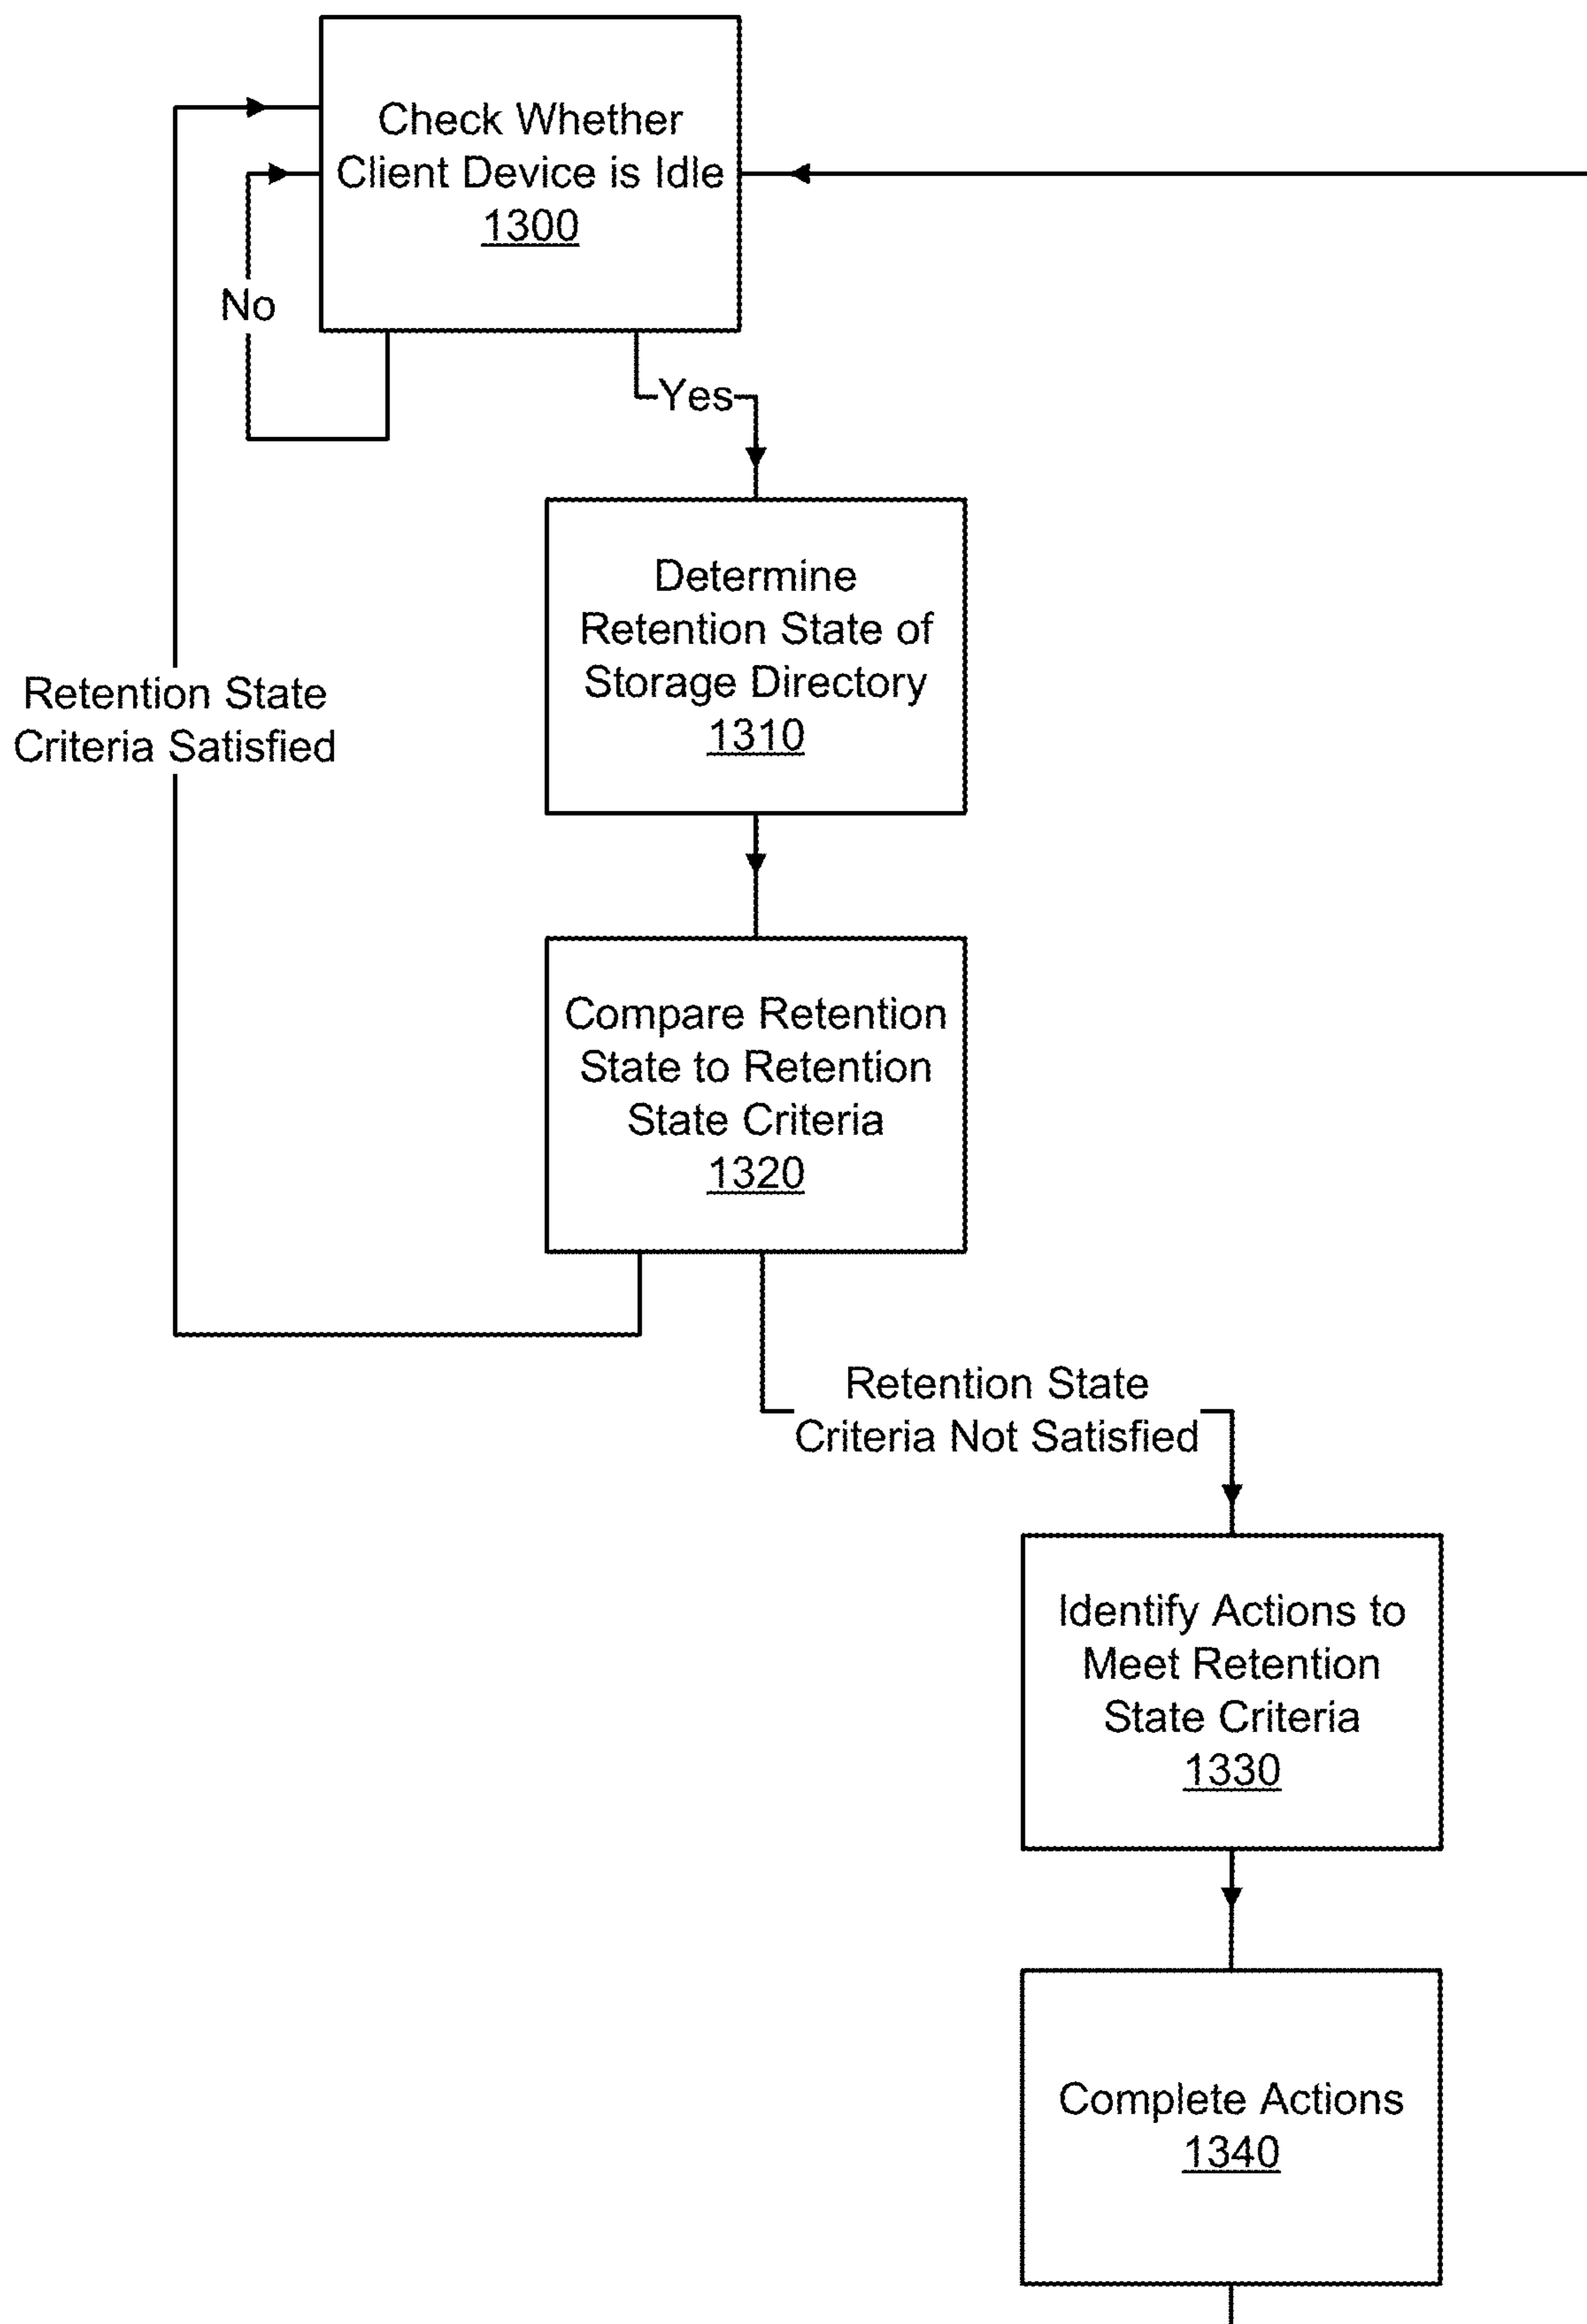 Check Whether
Client Device is Idle
1300
No
Yes
Determine
Retention State of
Storage Directory
1310
Retention State
Criteria Satisfied
Compare Retention
State to Retention
State Criteria
1320
Retention State
Criteria Not Satisfied
Identify Actions to
Meet Retention
State Criteria
1330
Complete Actions
1340